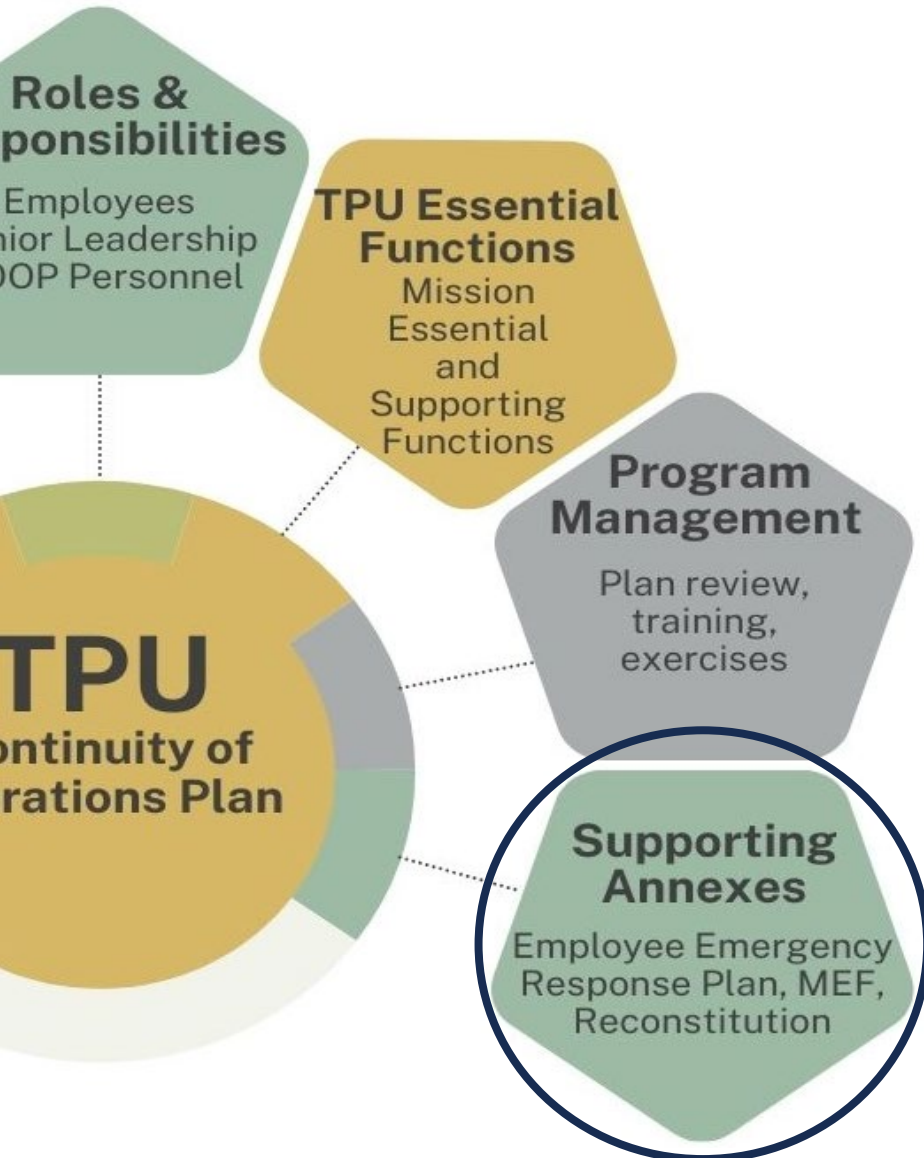 Roles &
ponsibilities
Employees
nior Leadership
OOP Personnel
TPU Essential
Functions
Mission
Essential
and
Supporting
Functions
Program
Management
Plan review,
training,
exercises
TPU
ontinuity of
rations Plan
Supporting
Annexes
Employee Emergency
Response Plan, MEF,
Reconstitution